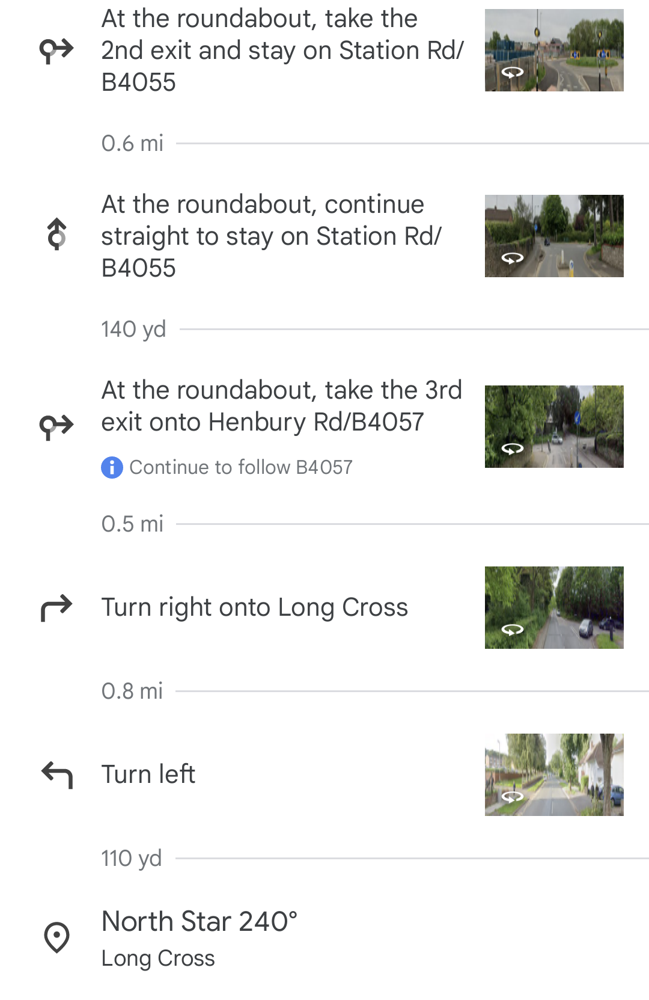 At the roundabout, take the
2nd exit and stay on Station Rd/
B4055
0.6 mi
At the roundabout, continue
straight to stay on Station Rd/
B4055
140 yd
At the roundabout, take the 3rd
exit onto Henbury Rd/B4057
Continue to follow B4057
0.5 mi
Turn right onto Long Cross
0.8 mi
Turn left
110 yd
North Star 240°
Long Cross